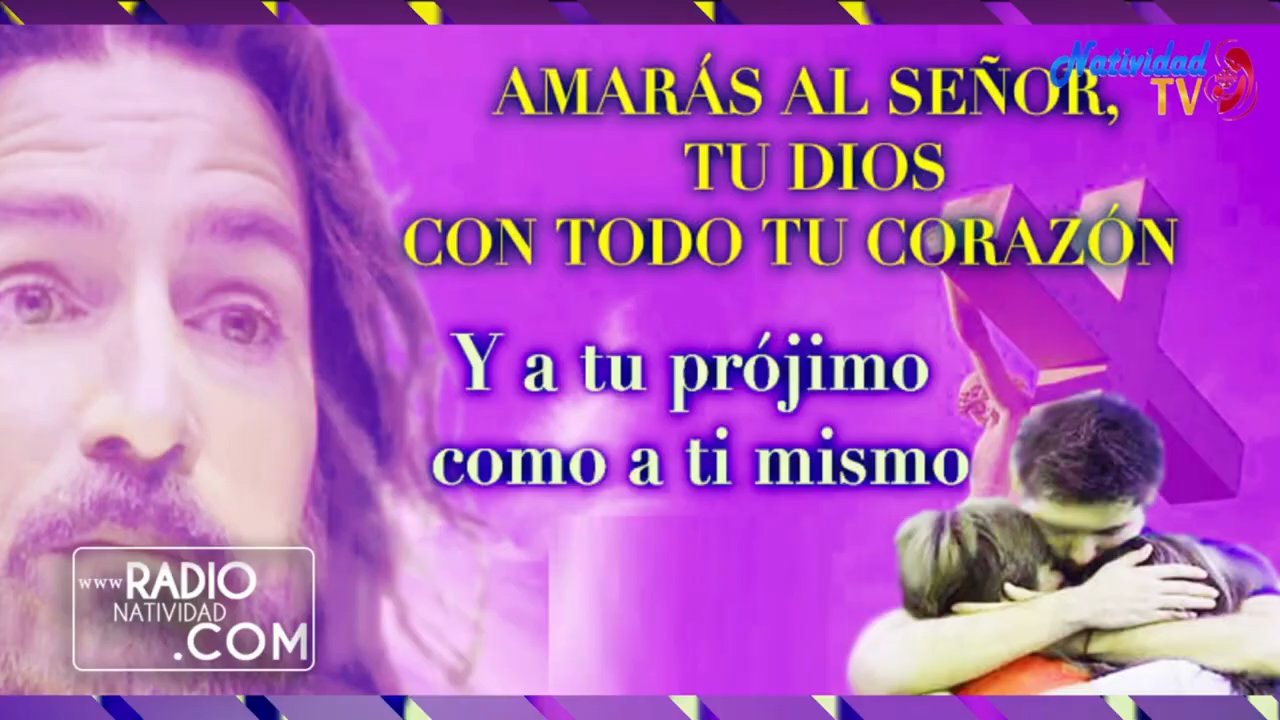 Natividad
TV
AMARÁS AL SEÑOR,
TU DIOS
CON TODO TU CORAZÓN
Y a tu prójimo
como a ti mismo
www RADIO
NATIVIDAD
.COM